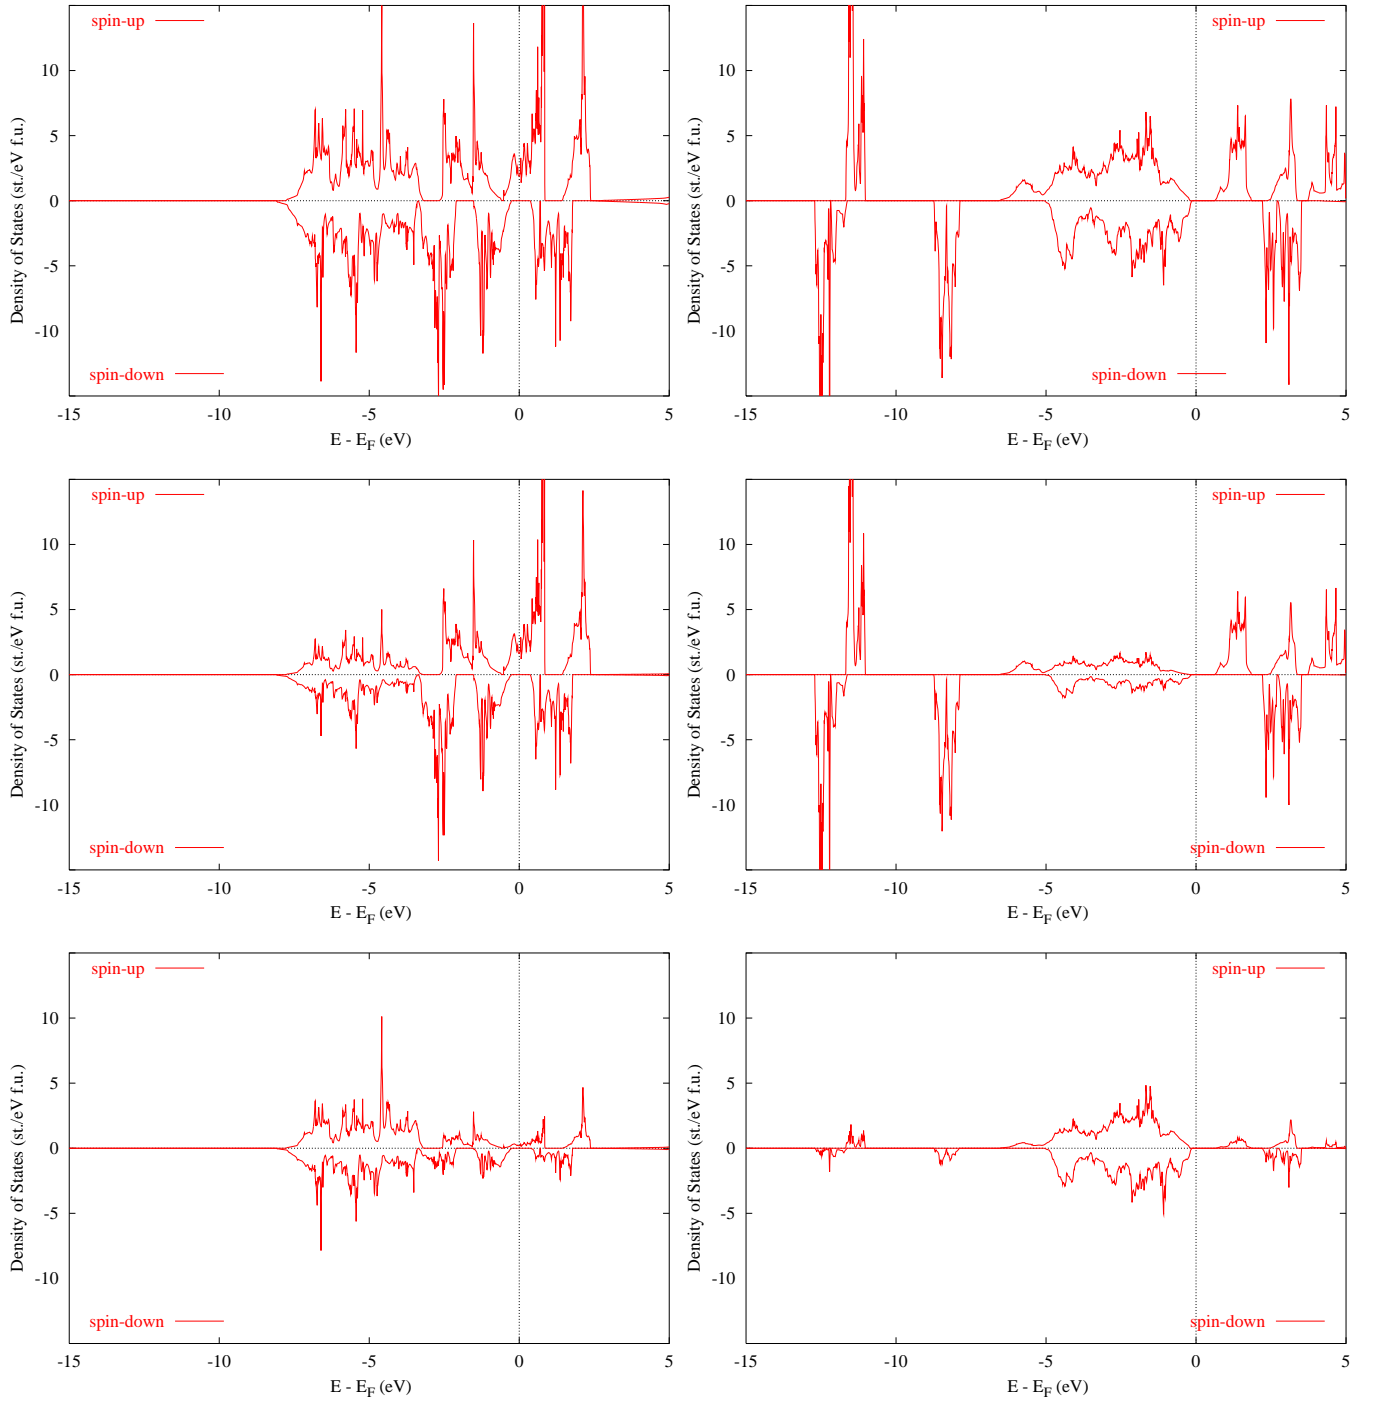 spin-up
10
5
0
-5
-10
spin-down
Density of States (st./eV f.u.)
-15 -10 -5 0 5
E - E_F (eV)
spin-up
10
5
0
-5
-10
spin-down
Density of States (st./eV f.u.)
-15 -10 -5 0 5
E - E_F (eV)
spin-up
10
5
0
-5
-10
spin-down
Density of States (st./eV f.u.)
-15 -10 -5 0 5
E - E_F (eV)
spin-up
10
5
0
-5
-10
spin-down
Density of States (st./eV f.u.)
-15 -10 -5 0 5
E - E_F (eV)
spin-up
10
5
0
-5
-10
spin-down
Density of States (st./eV f.u.)
-15 -10 -5 0 5
E - E_F (eV)
spin-up
10
5
0
-5
-10
spin-down
Density of States (st./eV f.u.)
-15 -10 -5 0 5
E - E_F (eV)